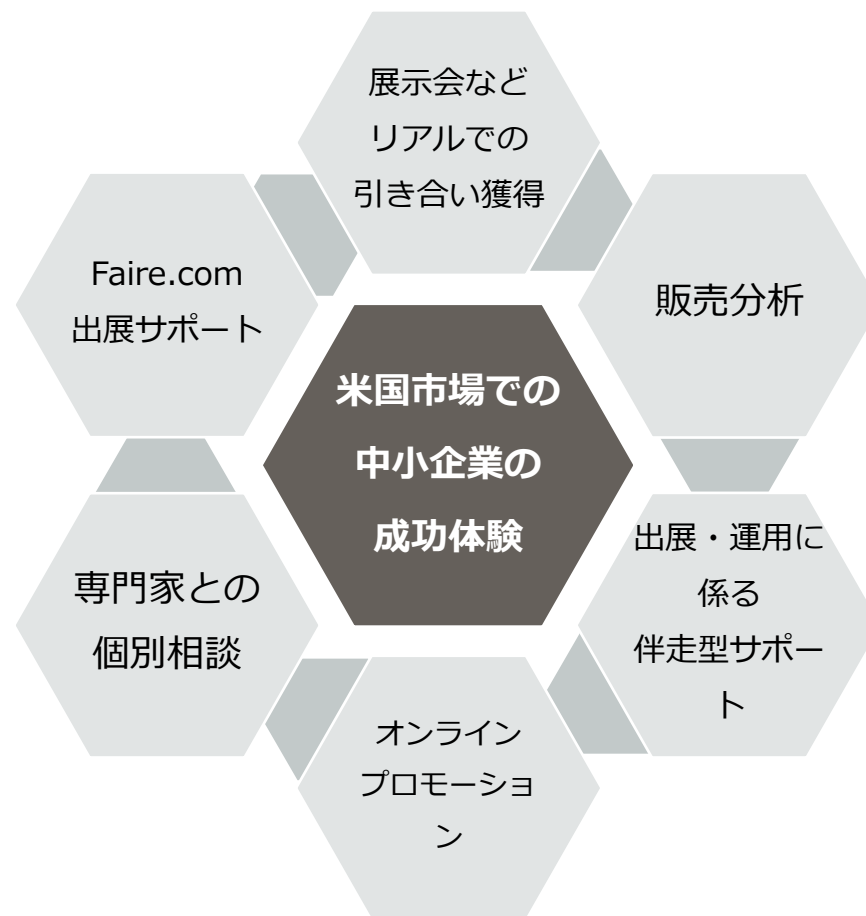 展示会など
リアルでの
引き合い獲得
Faire.com
出展サポート
販売分析
米国市場での
中小企業の
成功体験
専門家との
個別相談
出展・運用に
係る
伴走型サポー
ト
オンライン
プロモーショ
ン